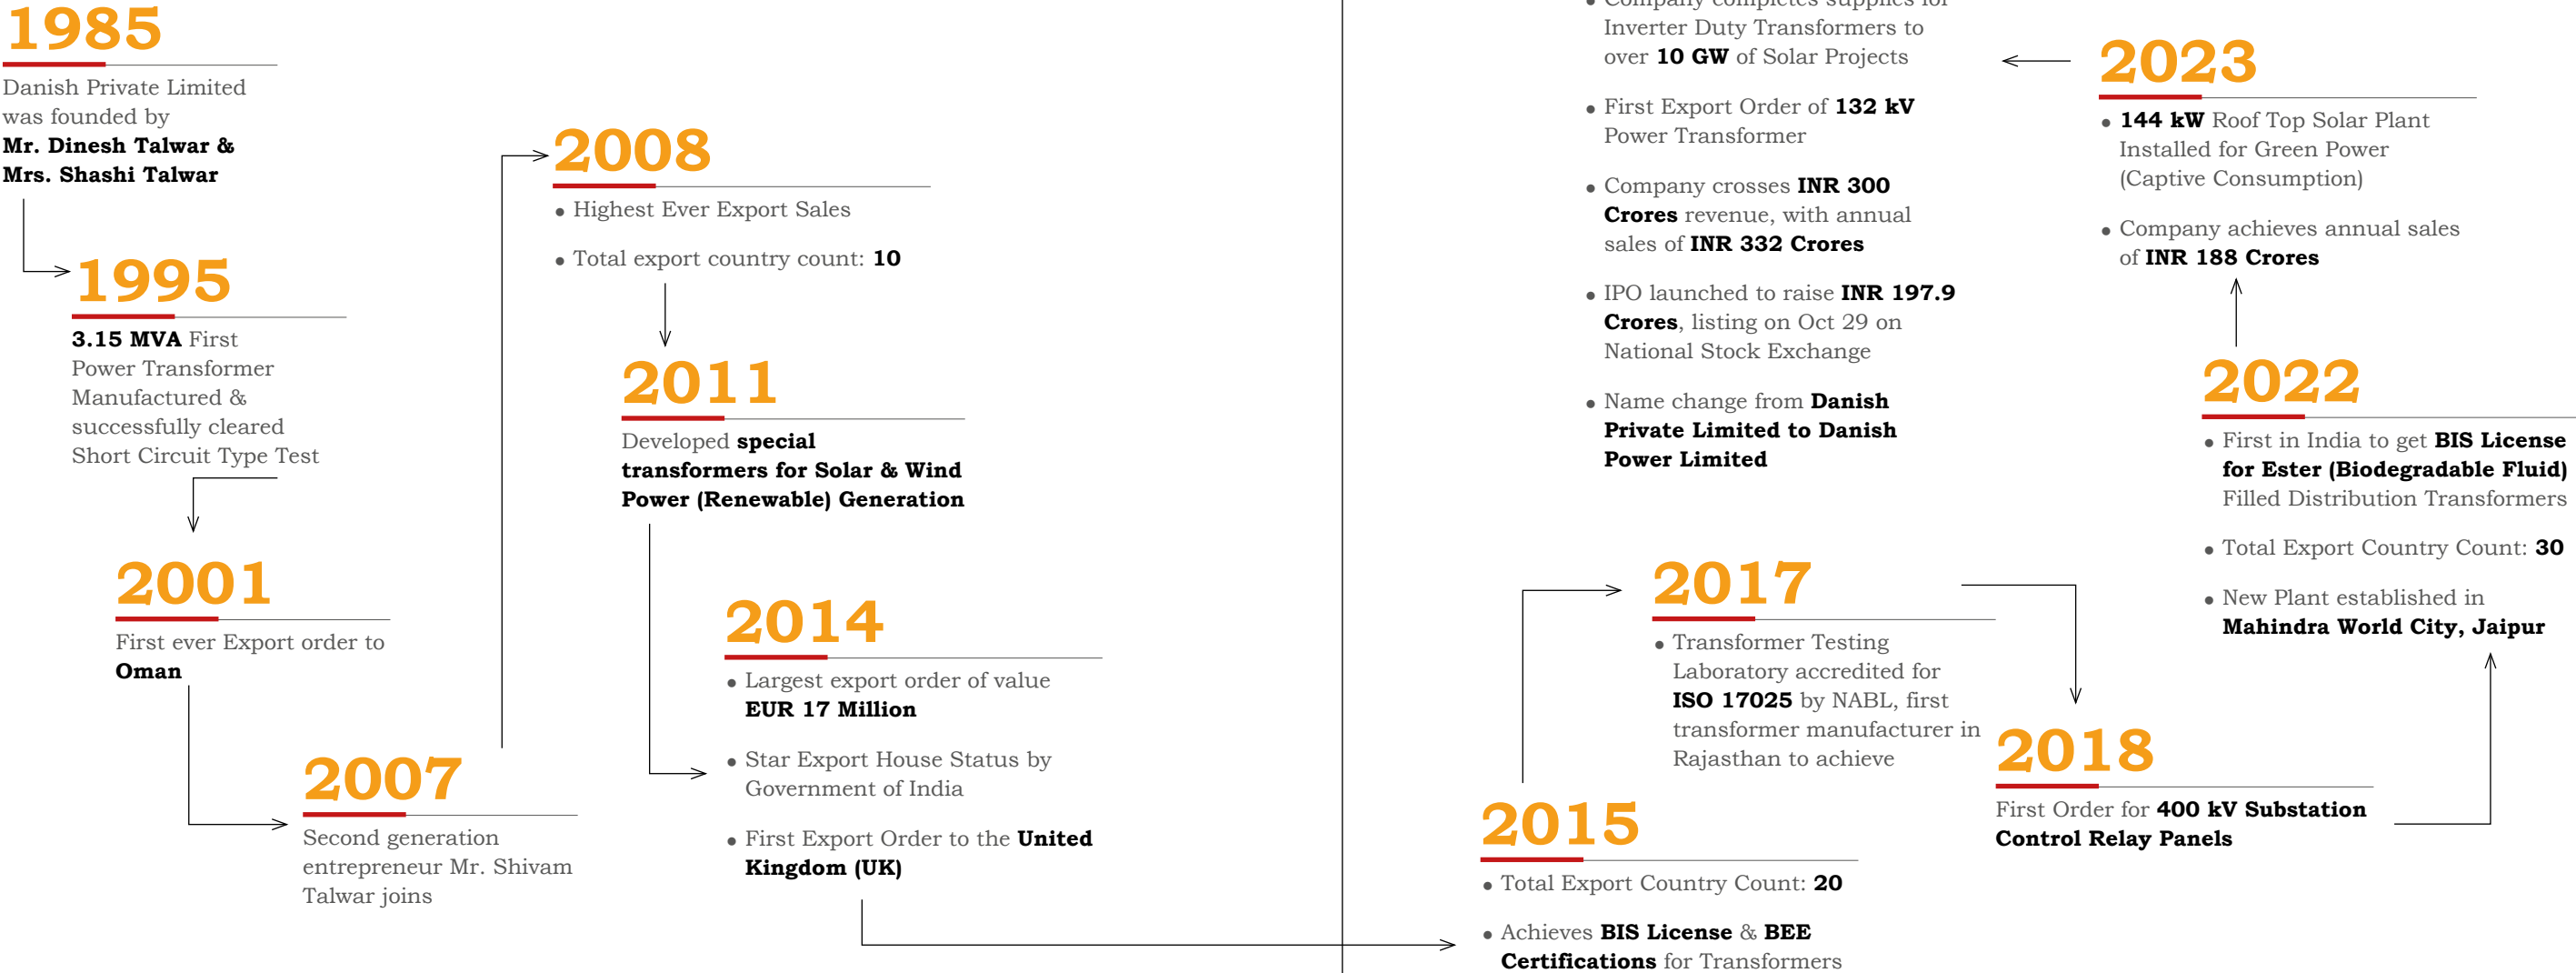 1985
Danish Private Limited
was founded by
Mr. Dinesh Talwar &
Mrs. Shashi Talwar
1995
3.15 MVA First
Power Transformer
Manufactured &
successfully cleared
Short Circuit Type Test
2001
First ever Export order to
Oman
2007
Second generation
entrepreneur Mr. Shivam
Talwar joins
2008
• Highest Ever Export Sales
• Total export country count: 10
2011
Developed special
transformers for Solar & Wind
Power (Renewable) Generation
2014
• Largest export order of value
EUR 17 Million
• Star Export House Status by
Government of India
• First Export Order to the United
Kingdom (UK)
2015
• Total Export Country Count: 20
• Achieves BIS License & BEE
Certifications for Transformers
2017
• Transformer Testing
Laboratory accredited for
ISO 17025 by NABL, first
transformer manufacturer in
Rajasthan to achieve
2018
First Order for 400 kV Substation
Control Relay Panels
2022
• First in India to get BIS License
for Ester (Biodegradable Fluid)
Filled Distribution Transformers
• Total Export Country Count: 30
• New Plant established in
Mahindra World City, Jaipur
2023
• 144 kW Roof Top Solar Plant
Installed for Green Power
(Captive Consumption)
• Company achieves annual sales
of INR 188 Crores
• Company completes supplies for
Inverter Duty Transformers to
over 10 GW of Solar Projects
• First Export Order of 132 kV
Power Transformer
• Company crosses INR 300
Crores revenue, with annual
sales of INR 332 Crores
• IPO launched to raise INR 197.9
Crores, listing on Oct 29 on
National Stock Exchange
• Name change from Danish
Private Limited to Danish
Power Limited